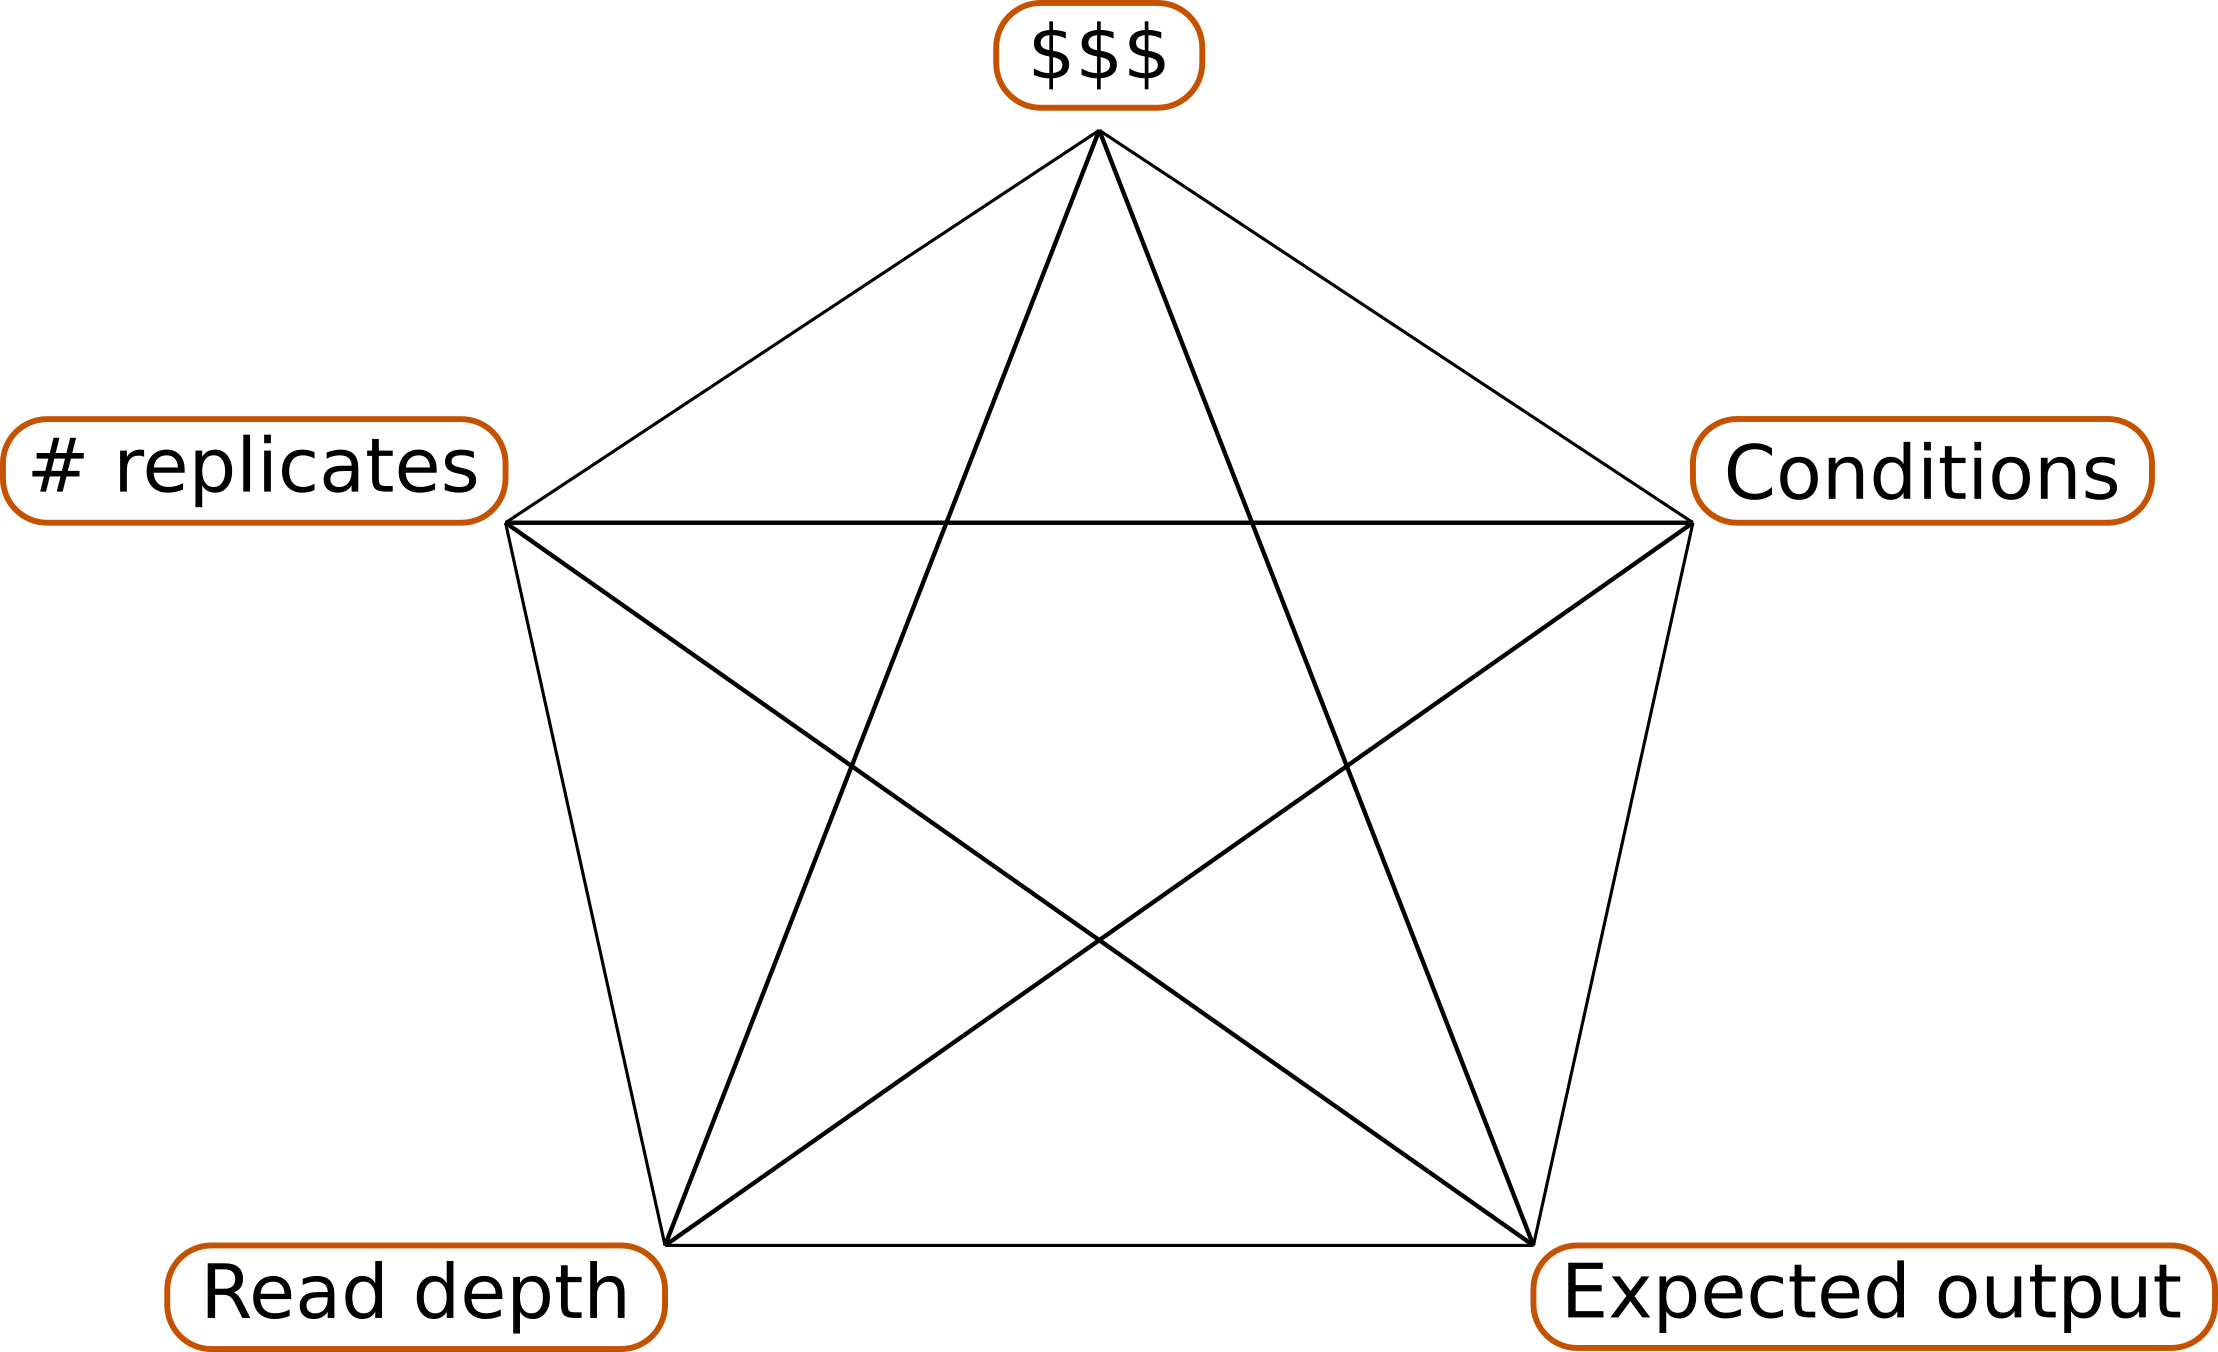 $$$
# replicates
Conditions
Read depth
Expected output